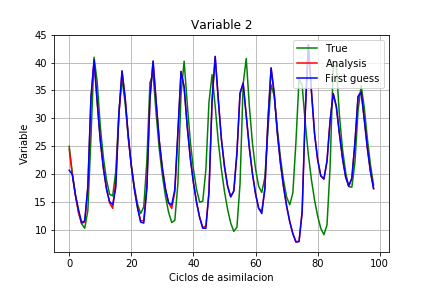 Variable 2
True
Analysis
First guess
Variable
45
40
35
30
25
20
15
10
0
20
40
60
80
100
Ciclos de asimilacion